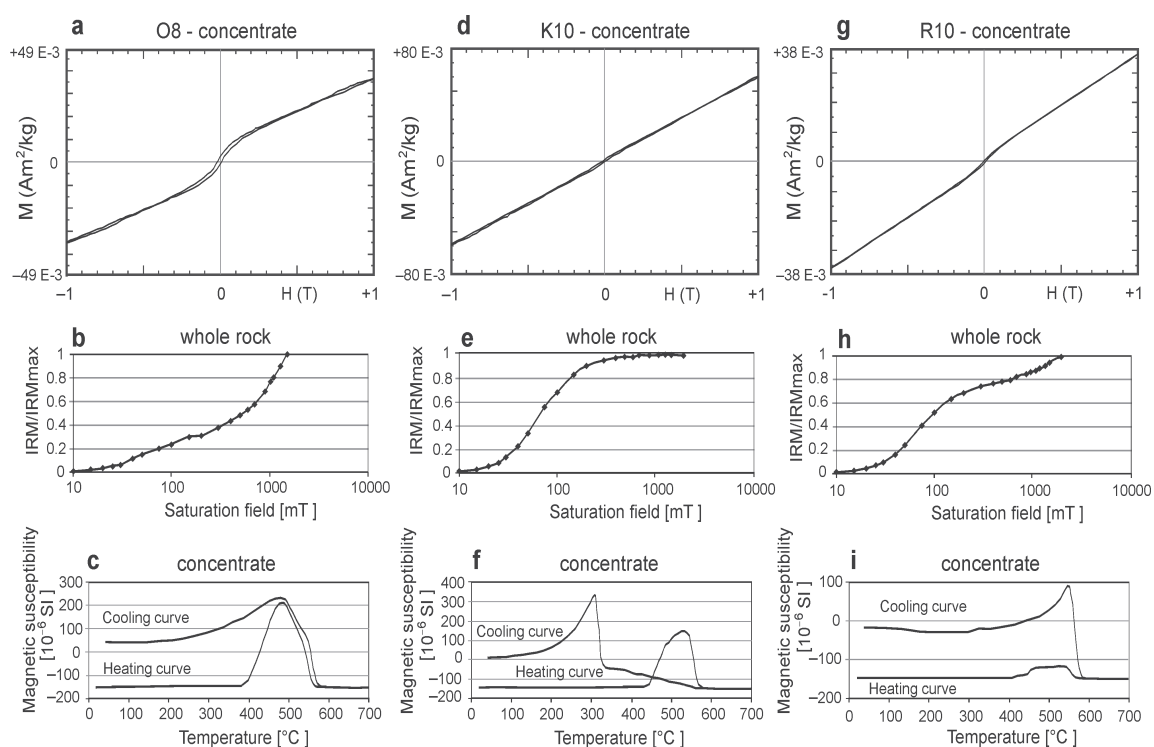 a O8 - concentrate
+49 E-3
0
–49 E-3
M (Am²/kg)
–1 0 H (T) +1
d K10 - concentrate
+80 E-3
0
–80 E-3
M (Am²/kg)
–1 0 H (T) +1
g R10 - concentrate
+38 E-3
0
–38 E-3
M (Am²/kg)
-1 0 H (T) +1
b whole rock
IRM/IRMmax
1
0.8
0.6
0.4
0.2
0
10 100 1000 10000
Saturation field [mT ]
e whole rock
IRM/IRMmax
1
0.8
0.6
0.4
0.2
0
10 100 1000 10000
Saturation field [mT ]
h whole rock
IRM/IRMmax
1
0.8
0.6
0.4
0.2
0
10 100 1000 10000
Saturation field [mT ]
c concentrate
Magnetic susceptibility
[10⁻⁶ SI]
300
200
100
0
−100
−200
Cooling curve
Heating curve
0 100 200 300 400 500 600 700
Temperature [°C]
f concentrate
Magnetic susceptibility
[10⁻⁶ SI]
400
300
200
100
0
−100
−200
Cooling curve
Heating curve
0 100 200 300 400 500 600 700
Temperature [°C]
i concentrate
Magnetic susceptibility
[10⁻⁶ SI]
100
0
−100
−200
Cooling curve
Heating curve
0 100 200 300 400 500 600 700
Temperature [°C]